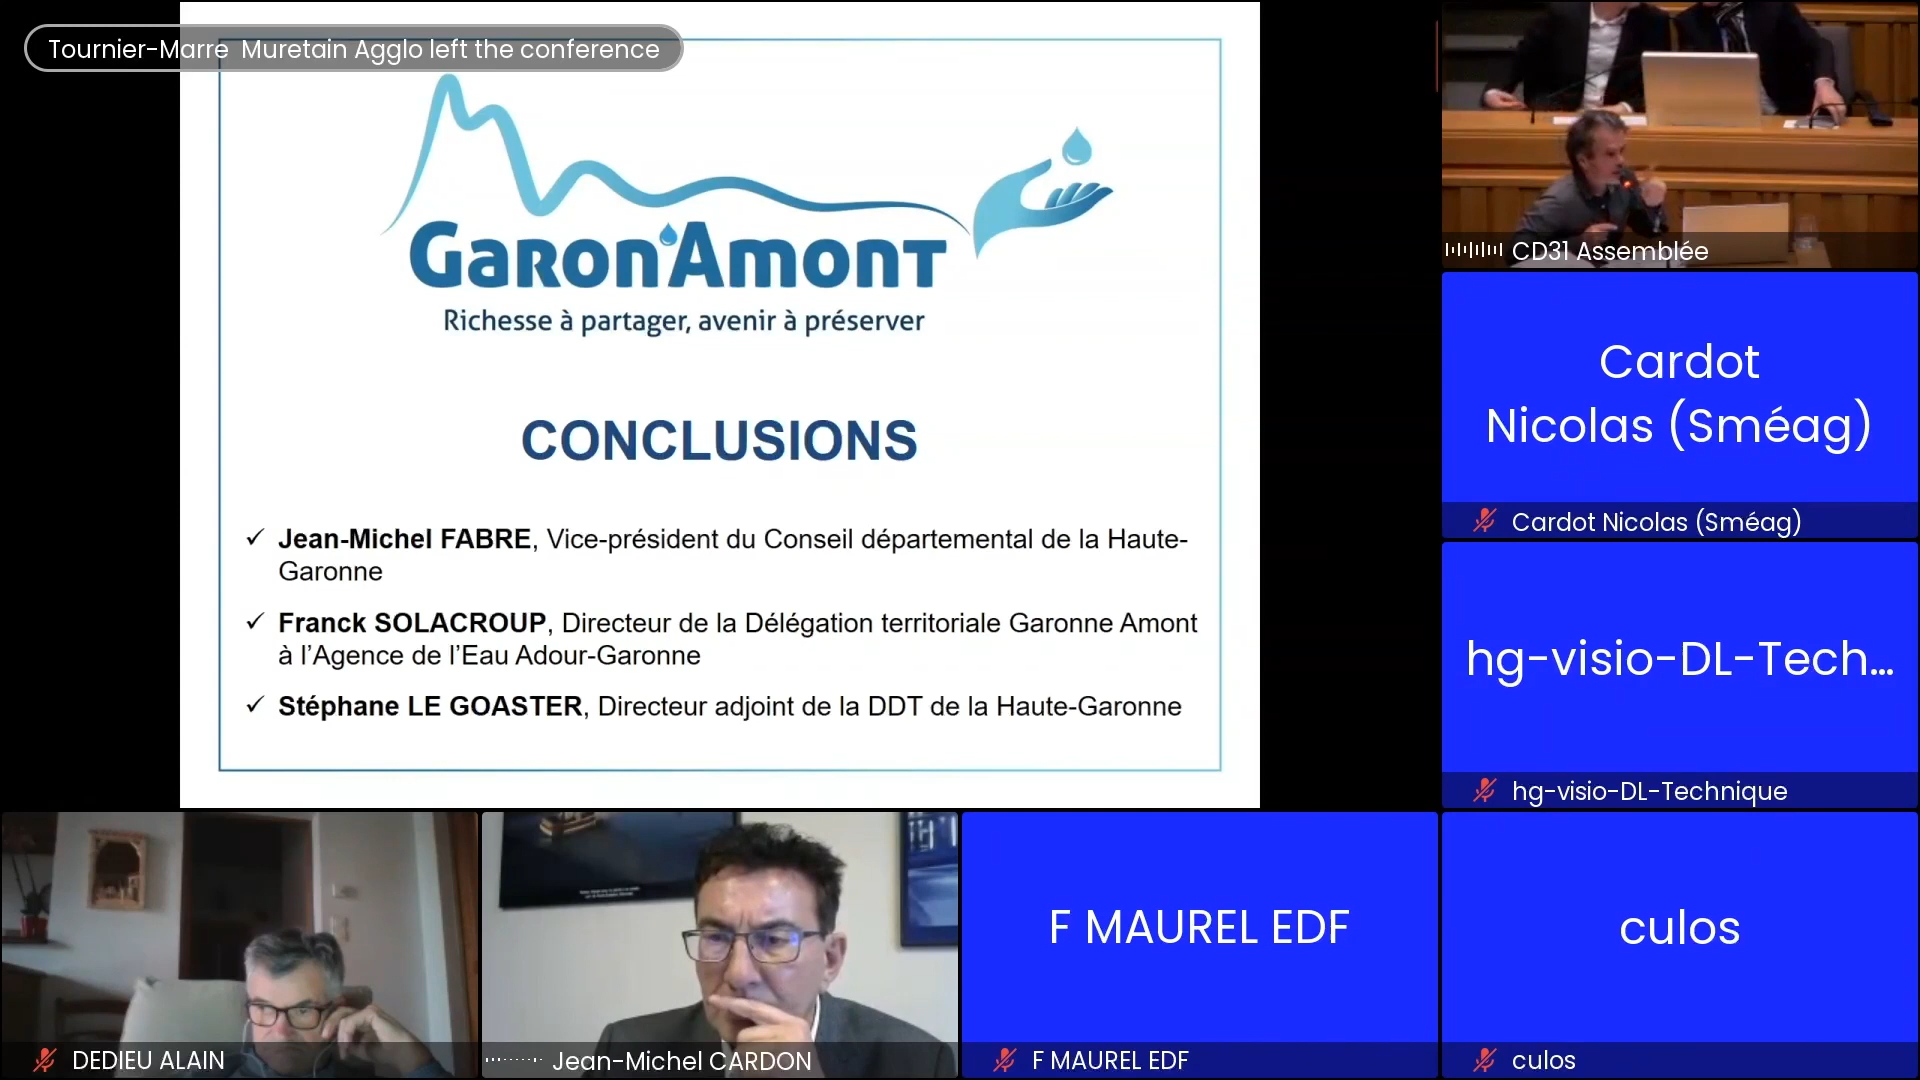 Tournier-Marre  Muretain Agglo left the conference
GaRon'Amont
Richesse à partager, avenir à préserver
CONCLUSIONS
✓ Jean-Michel FABRE, Vice-président du Conseil départemental de la Haute-
Garonne
✓ Franck SOLACROUP, Directeur de la Délégation territoriale Garonne Amont
à l’Agence de l’Eau Adour-Garonne
✓ Stéphane LE GOASTER, Directeur adjoint de la DDT de la Haute-Garonne
CD31 Assemblée
Cardot
Nicolas (Sméag)
Cardot Nicolas (Sméag)
hg-visio-DL-Tech...
hg-visio-DL-Technique
DEDIEU ALAIN
Jean-Michel CARDON
F MAUREL EDF
F MAUREL EDF
culos
culos